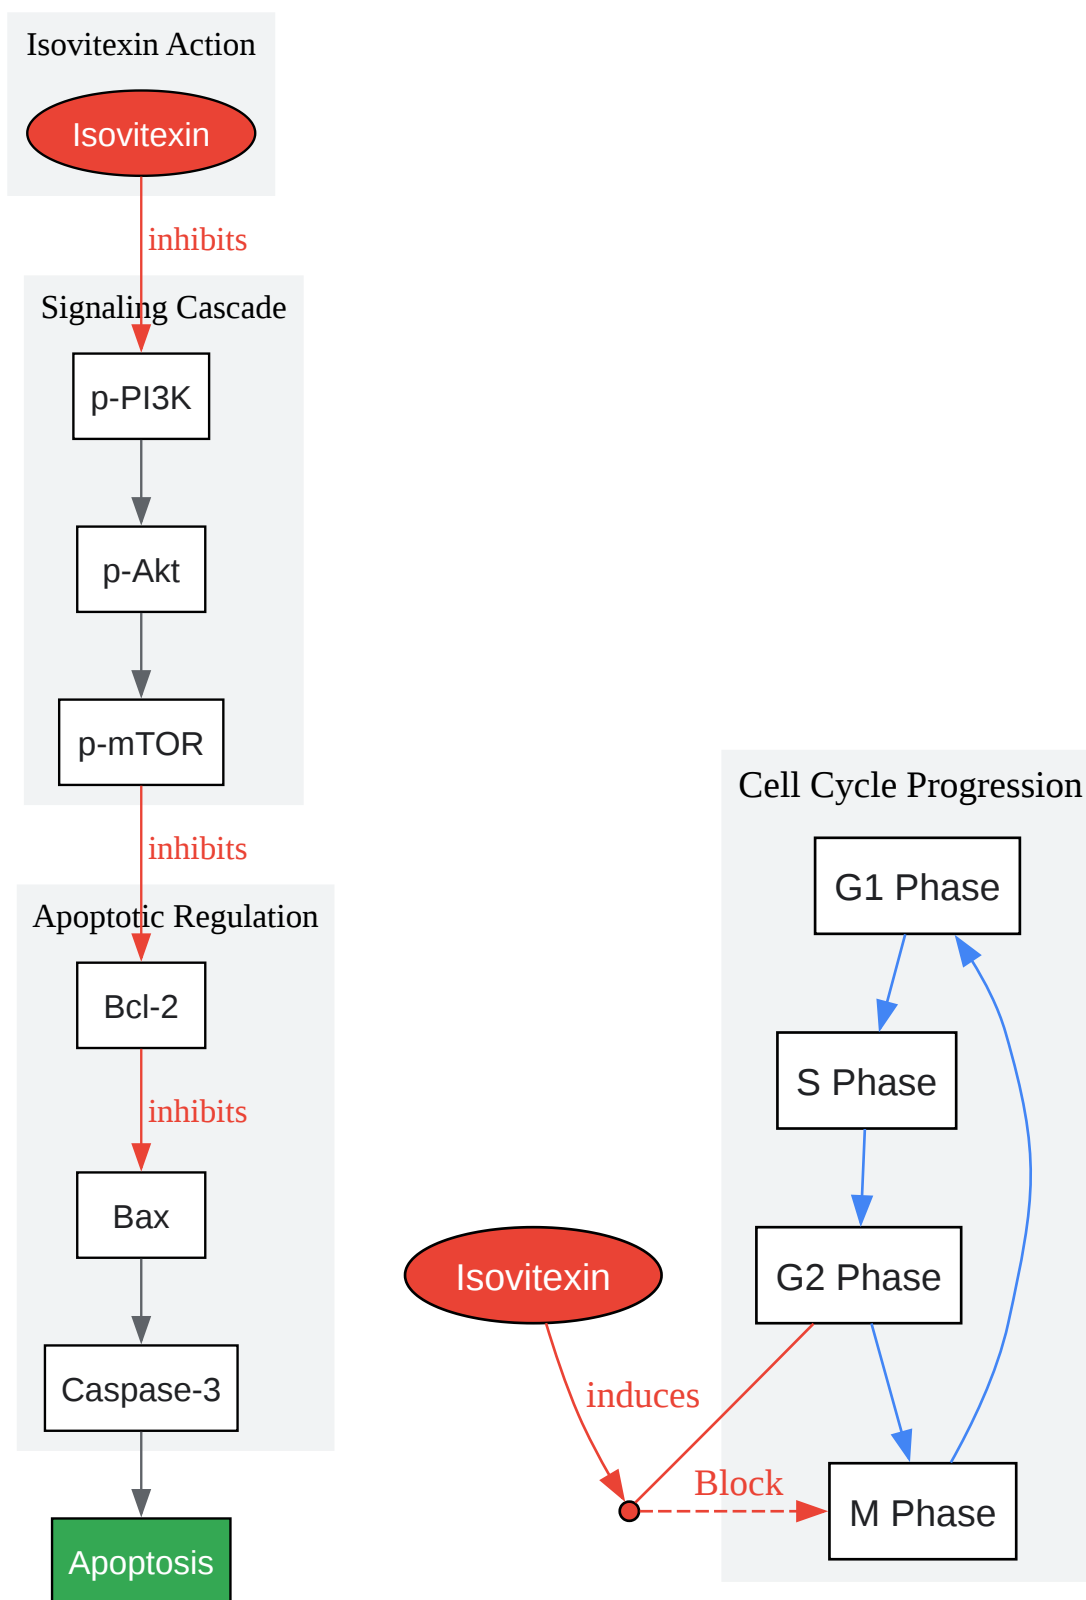 Isovitexin Action
Isovitexin
inhibits
Signaling Cascade
p-PI3K
p-Akt
p-mTOR
inhibits
Apoptotic Regulation
Bcl-2
inhibits
Bax
Caspase-3
Apoptosis
Cell Cycle Progression
G1 Phase
S Phase
G2 Phase
Isovitexin
induces
Block
M Phase